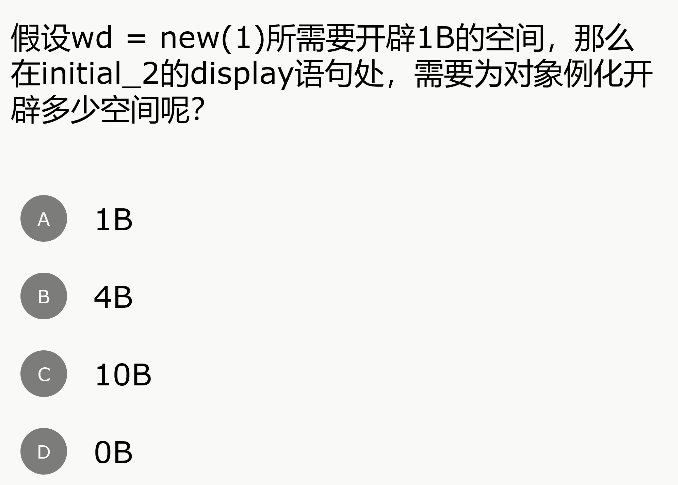 假设wd = new(1)所需要开辟1B的空间，那么
在initial_2的display语句处，需要为对象例化开
辟多少空间呢？
A 1B
B 4B
C 10B
D 0B